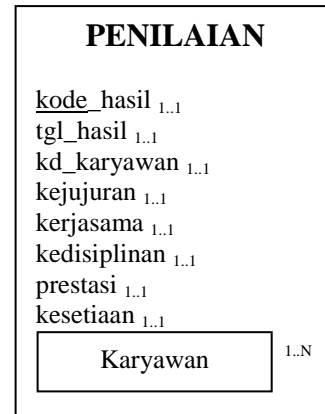 PENILAIAN
kode_hasil 1..1
tgl_hasil 1..1
kd_karyawan 1..1
kejujuran 1..1
kerjasama 1..1
kedisiplinan 1..1
prestasi 1..1
kesetiaan 1..1
Karyawan 1..N